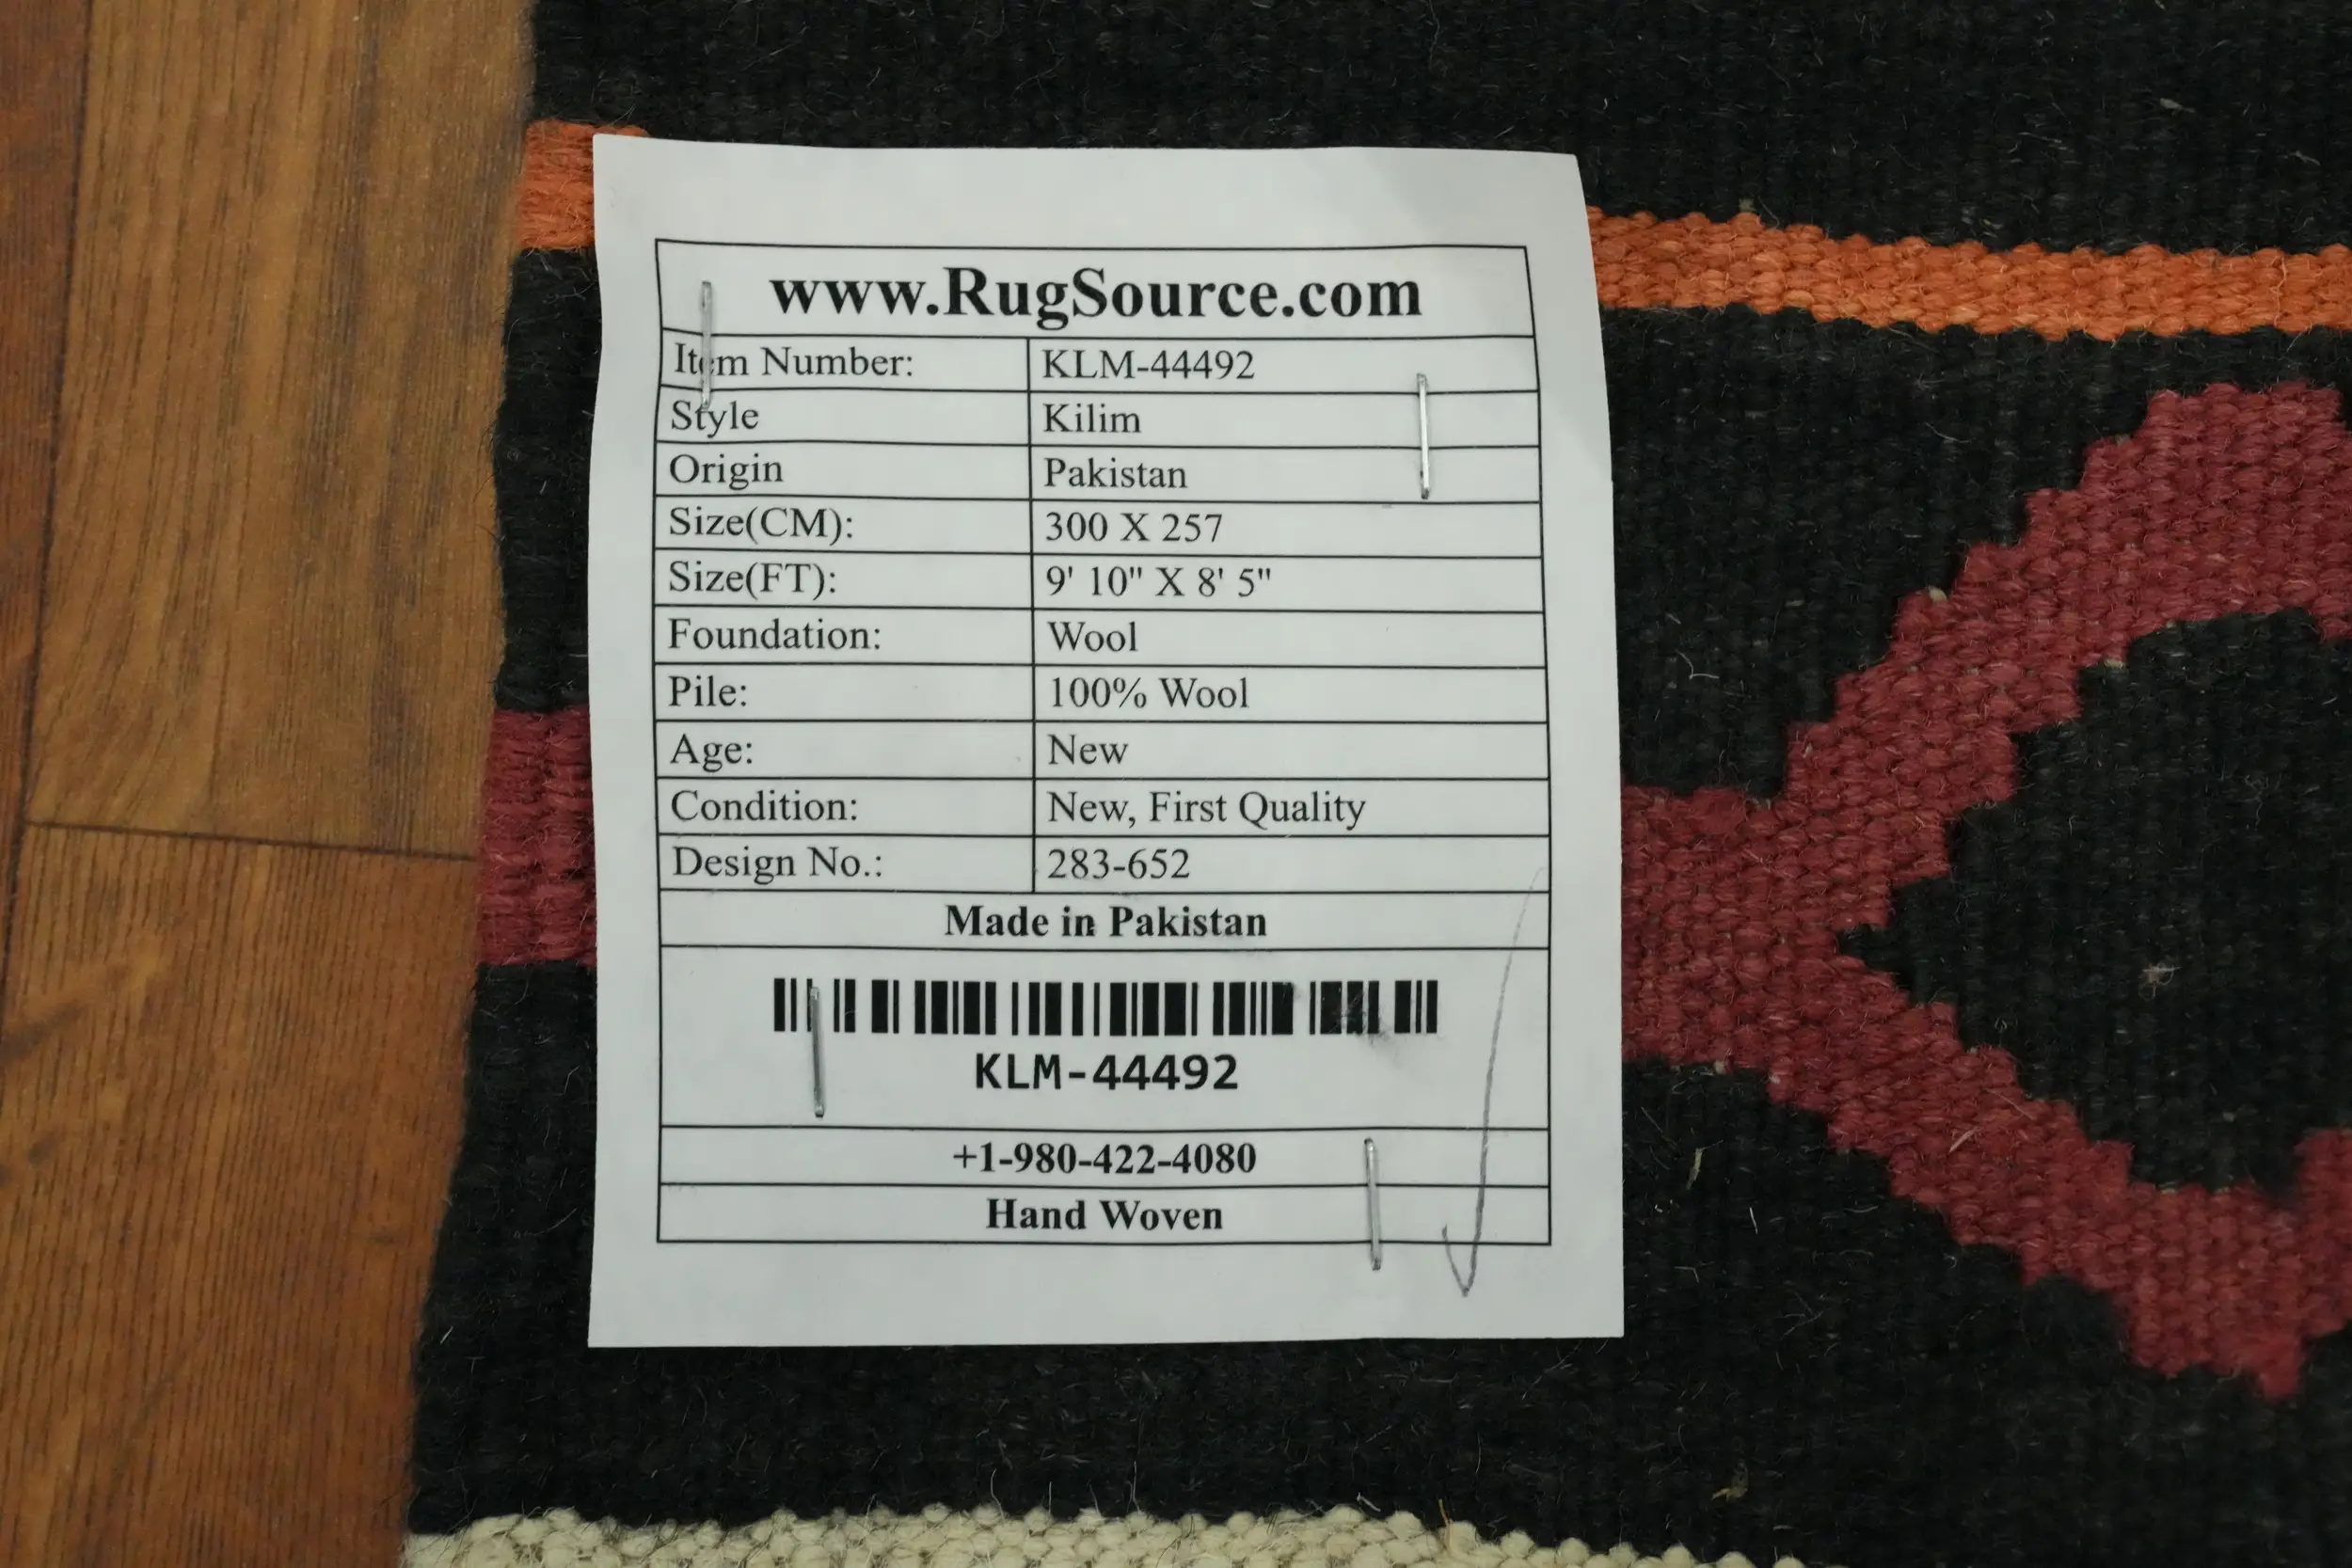 www.RugSource.com
Item Number: KLM-44492
Style Kilim
Origin Pakistan
Size(CM): 300 X 257
Size(FT): 9' 10" X 8' 5"
Foundation: Wool
Pile: 100% Wool
Age: New
Condition: New, First Quality
Design No.: 283-652
Made in Pakistan
KLM-44492
+1-980-422-4080
Hand Woven